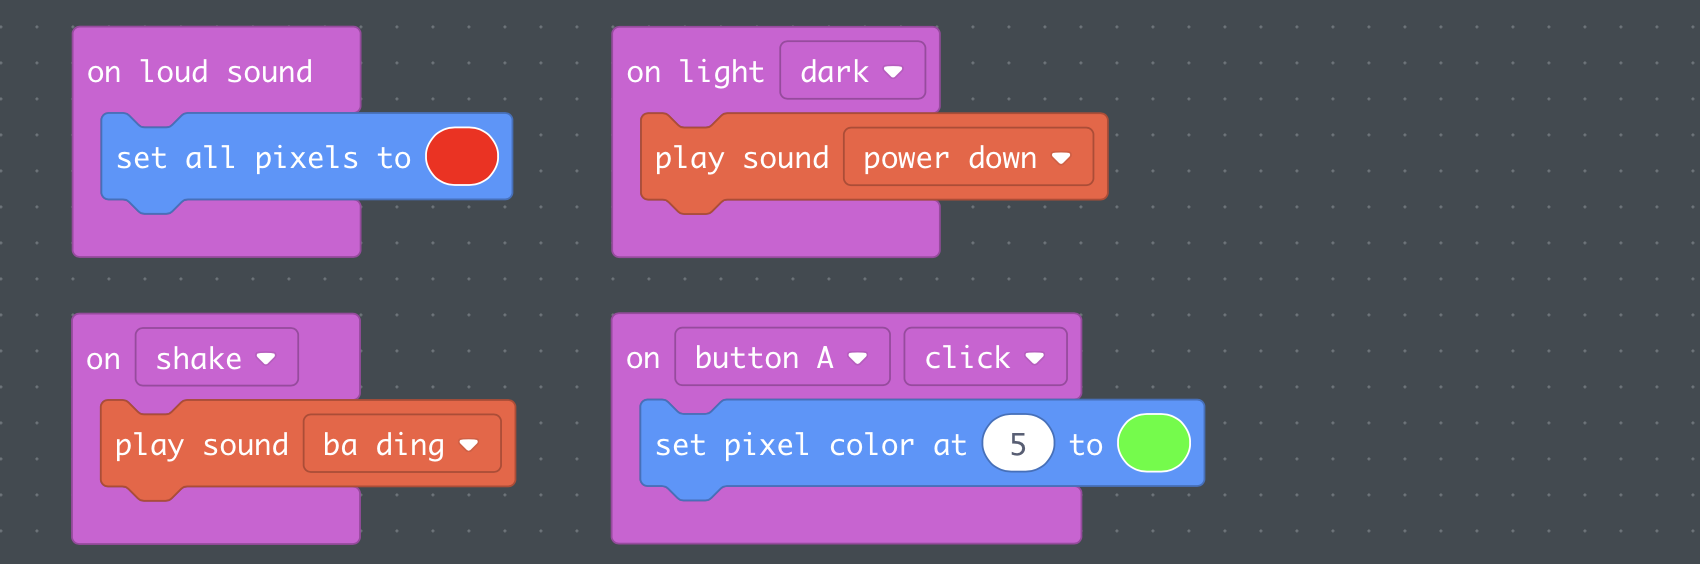 on loud sound
set all pixels to
on light dark
play sound power down
on shake
play sound ba ding
on button A click
set pixel color at 5 to